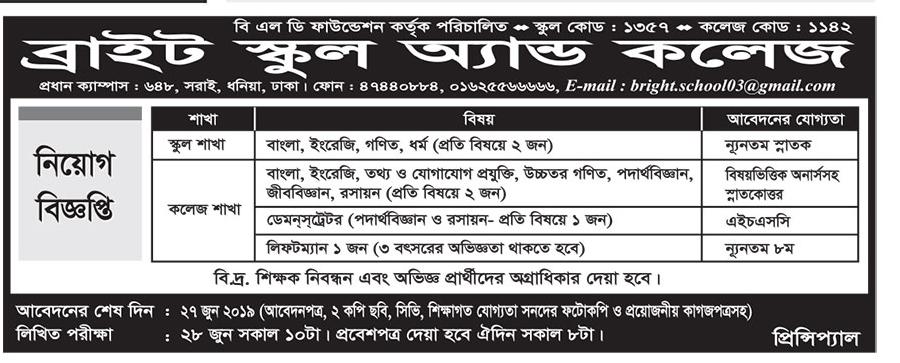 বি এল ডি ফাউন্ডেশন কর্তৃক পরিচালিত ↔ স্কুল কোড : ১৩৫৭ ↔ কলেজ কোড : ১১৪২
ব্রাইট স্কুল অ্যান্ড কলেজ
প্রধান ক্যাম্পাস : ৬৪৮, সরাই, ধনিয়া, ঢাকা। ফোন : ৪৭৪৪০৮৮৪, ০১৬২৫৫৬৬৬৬৬, E-mail : bright.school03@gmail.com
নিয়োগ
বিজ্ঞপ্তি
শাখা বিষয় আবেদনের যোগ্যতা
স্কুল শাখা বাংলা, ইংরেজি, গণিত, ধর্ম (প্রতি বিষয়ে ২ জন) ন্যূনতম স্নাতক
কলেজ শাখা
বাংলা, ইংরেজি, তথ্য ও যোগাযোগ প্রযুক্তি, উচ্চতর গণিত, পদার্থবিজ্ঞান, বিষয়ভিত্তিক অনার্সসহ
জীববিজ্ঞান, রসায়ন (প্রতি বিষয়ে ২ জন) স্নাতকোত্তর
ডেমনস্ট্রেটর (পদার্থবিজ্ঞান ও রসায়ন- প্রতি বিষয়ে ১ জন) এইচএসসি
লিফটম্যান ১ জন (৩ বৎসরের অভিজ্ঞতা থাকতে হবে) ন্যূনতম ৮ম
বি.দ্র. শিক্ষক নিবন্ধন এবং অভিজ্ঞ প্রার্থীদের অগ্রাধিকার দেয়া হবে।
আবেদনের শেষ দিন : ২৭ জুন ২০১৯ (আবেদনপত্র, ২ কপি ছবি, সিভি, শিক্ষাগত যোগ্যতা সনদের ফটোকপি ও প্রয়োজনীয় কাগজপত্রসহ)
লিখিত পরীক্ষা : ২৮ জুন সকাল ১০টা। প্রবেশপত্র দেয়া হবে ঐদিন সকাল ৮টা। প্রিন্সিপ্যাল